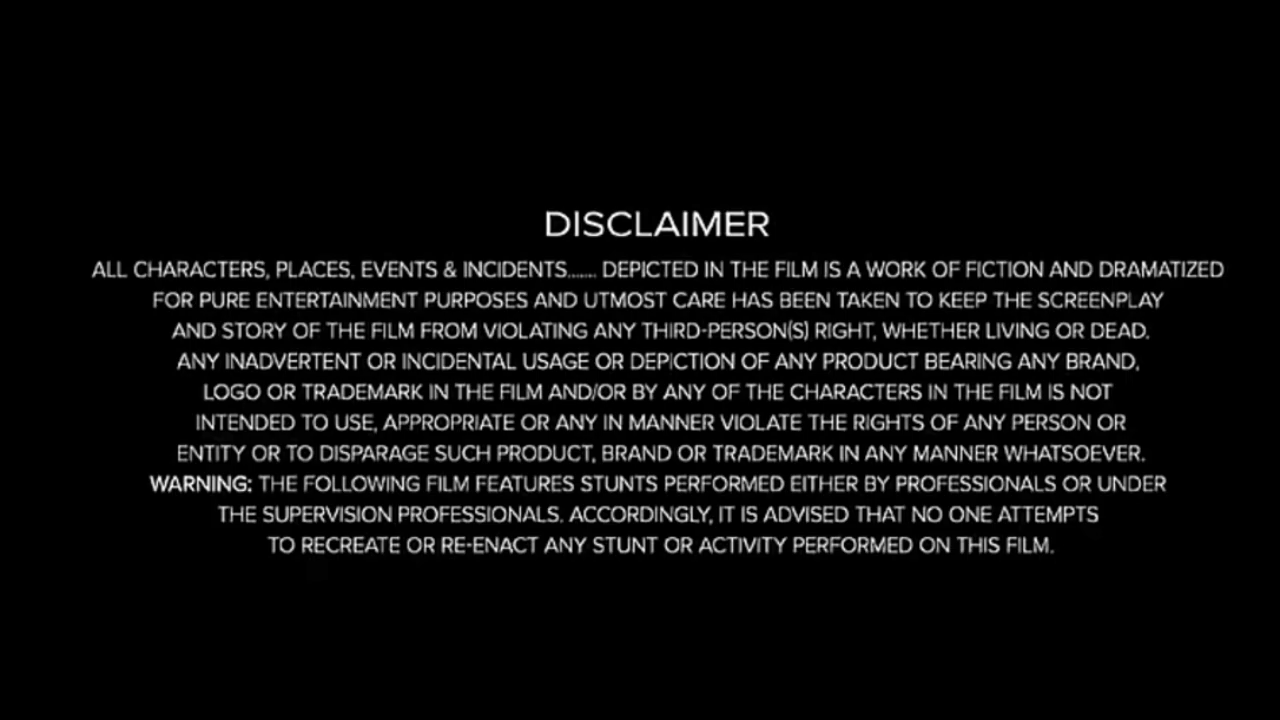 DISCLAIMER
ALL CHARACTERS, PLACES, EVENTS & INCIDENTS....... DEPICTED IN THE FILM IS A WORK OF FICTION AND DRAMATIZED
FOR PURE ENTERTAINMENT PURPOSES AND UTMOST CARE HAS BEEN TAKEN TO KEEP THE SCREENPLAY
AND STORY OF THE FILM FROM VIOLATING ANY THIRD-PERSON(S) RIGHT, WHETHER LIVING OR DEAD.
ANY INADVERTENT OR INCIDENTAL USAGE OR DEPICTION OF ANY PRODUCT BEARING ANY BRAND,
LOGO OR TRADEMARK IN THE FILM AND/OR BY ANY OF THE CHARACTERS IN THE FILM IS NOT
INTENDED TO USE, APPROPRIATE OR ANY IN MANNER VIOLATE THE RIGHTS OF ANY PERSON OR
ENTITY OR TO DISPARAGE SUCH PRODUCT, BRAND OR TRADEMARK IN ANY MANNER WHATSOEVER.
WARNING: THE FOLLOWING FILM FEATURES STUNTS PERFORMED EITHER BY PROFESSIONALS OR UNDER
THE SUPERVISION PROFESSIONALS. ACCORDINGLY, IT IS ADVISED THAT NO ONE ATTEMPTS
TO RECREATE OR RE-ENACT ANY STUNT OR ACTIVITY PERFORMED ON THIS FILM.